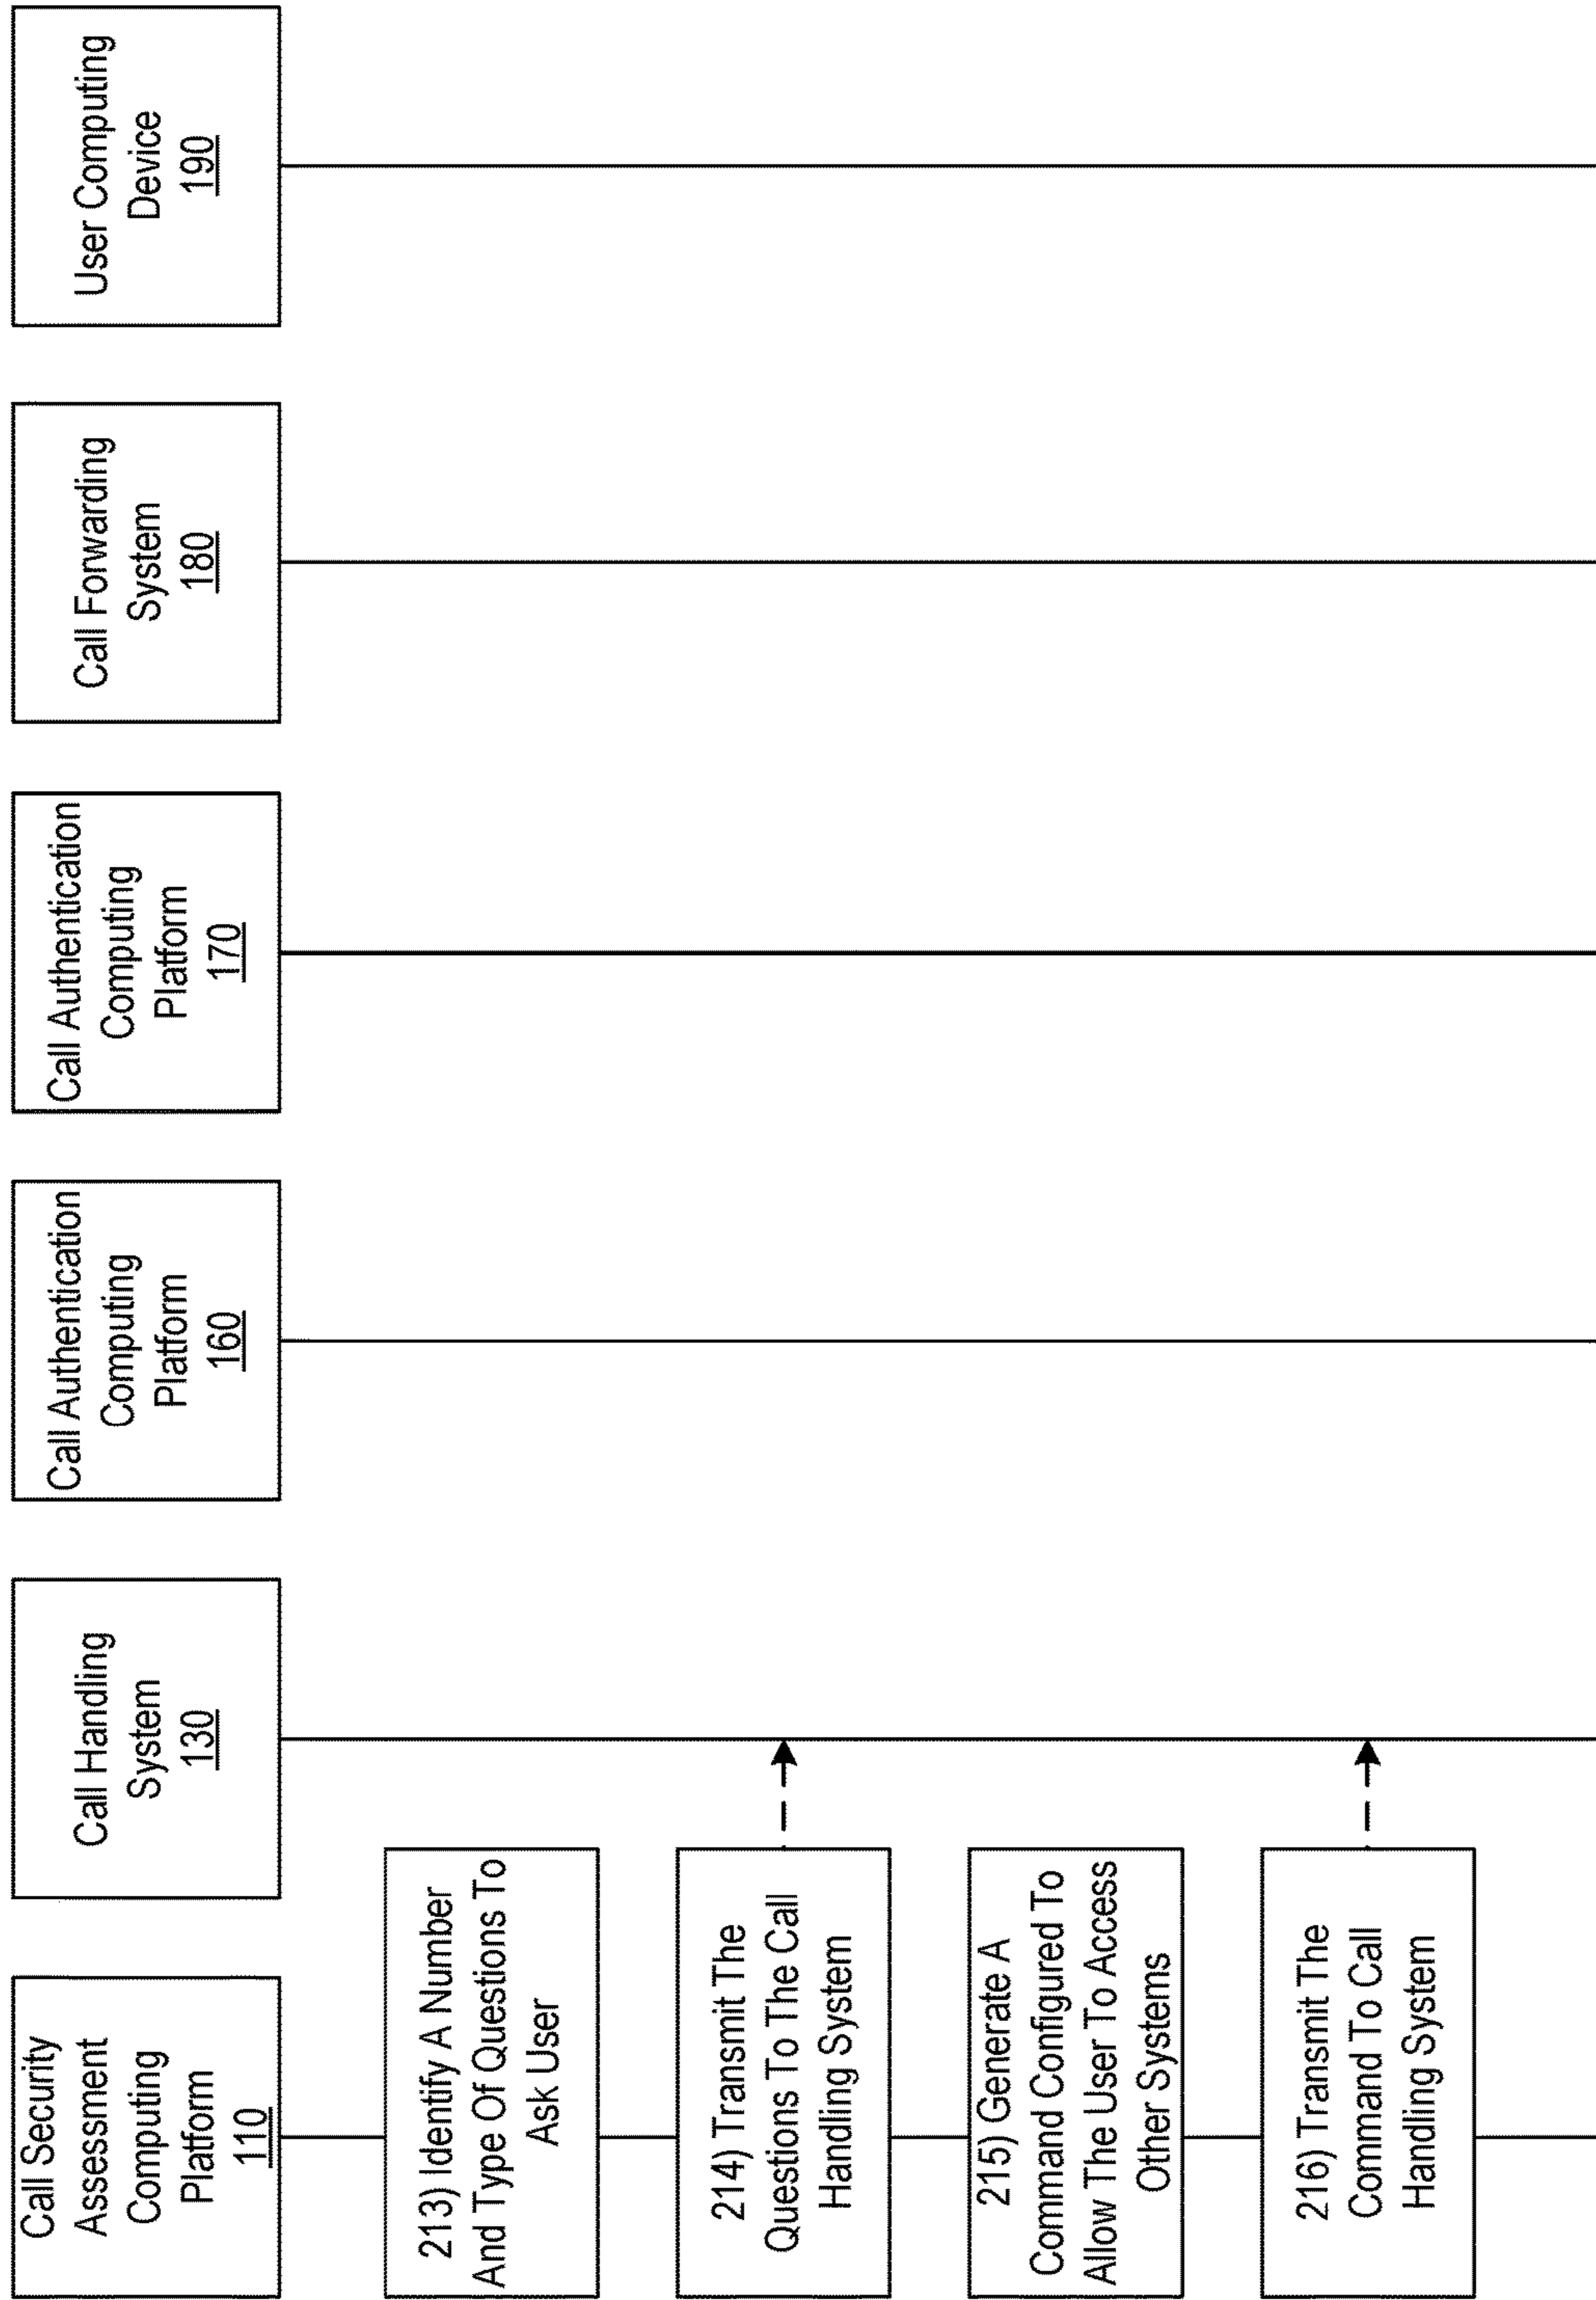 Call Security
Assessment
Computing
Platform
110
Call Handling
System
130
Call Authentication
Computing
Platform
160
Call Authentication
Computing
Platform
170
Call Forwarding
System
180
User Computing
Device
190
213) Identify A Number
And Type Of Questions To
Ask User
214) Transmit The
Questions To The Call
Handling System
215) Generate A
Command Configured To
Allow The User To Access
Other Systems
216) Transmit The
Command To Call
Handling System